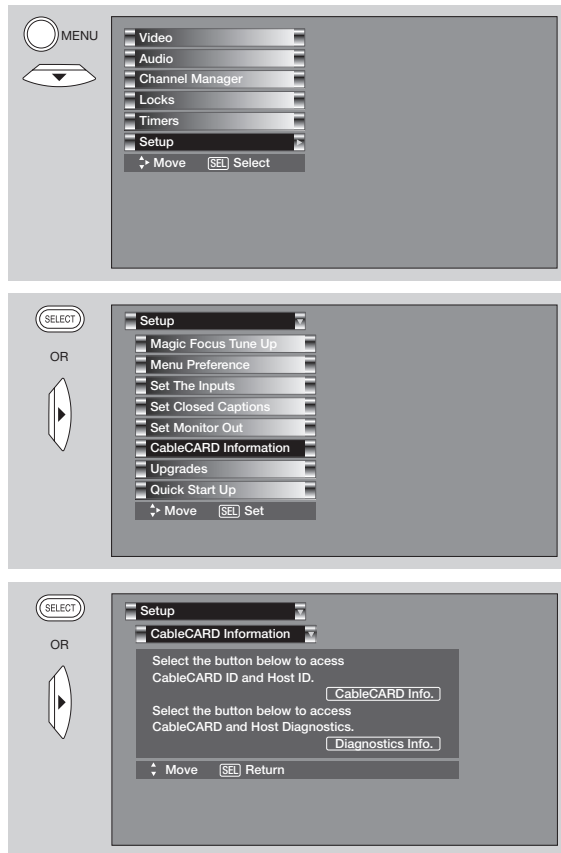 MENU
Video
Audio
Channel Manager
Locks
Timers
Setup
Move SEL Select
SELECT
OR
Setup
Magic Focus Tune Up
Menu Preference
Set The Inputs
Set Closed Captions
Set Monitor Out
CableCARD Information
Upgrades
Quick Start Up
Move SEL Set
SELECT
OR
Setup
CableCARD Information
Select the button below to acess
CableCARD ID and Host ID.
CableCARD Info.
Select the button below to access
CableCARD and Host Diagnostics.
Diagnostics Info.
Move SEL Return